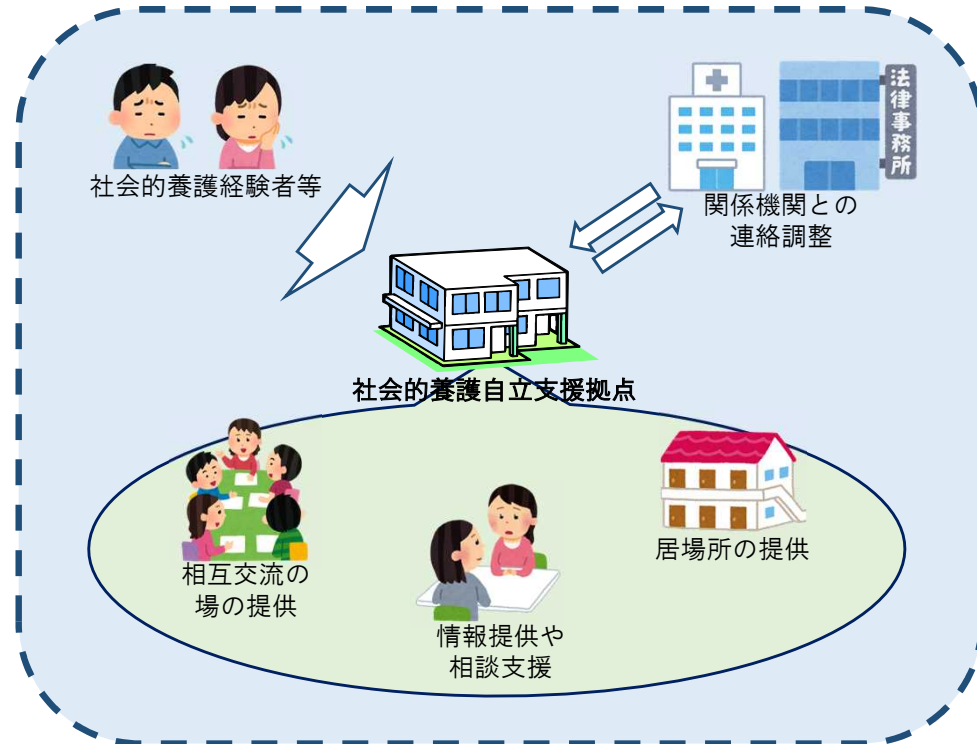 法律事務所
社会的養護経験者等
関係機関との
連絡調整
社会的養護自立支援拠点
相互交流の
場の提供
情報提供や
相談支援
居場所の提供